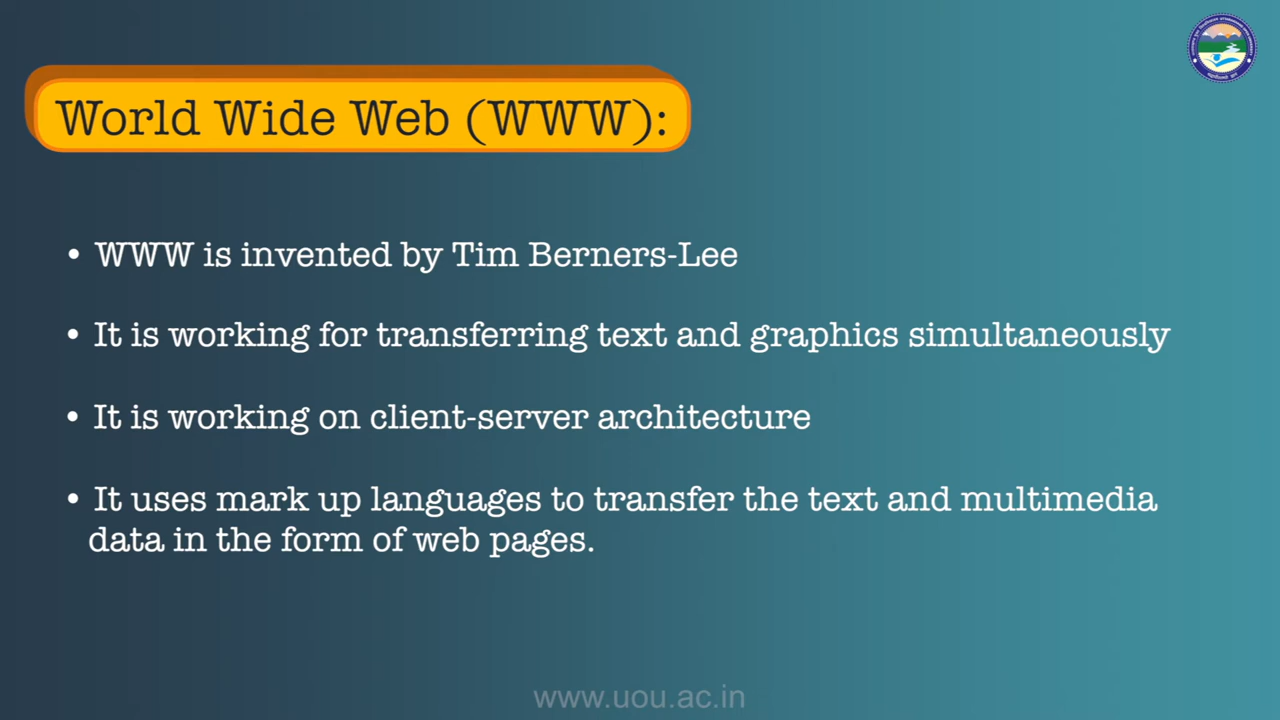 World Wide Web (WWW):
• WWW is invented by Tim Berners-Lee
• It is working for transferring text and graphics simultaneously
• It is working on client-server architecture
• It uses mark up languages to transfer the text and multimedia
data in the form of web pages.
www.uou.ac.in